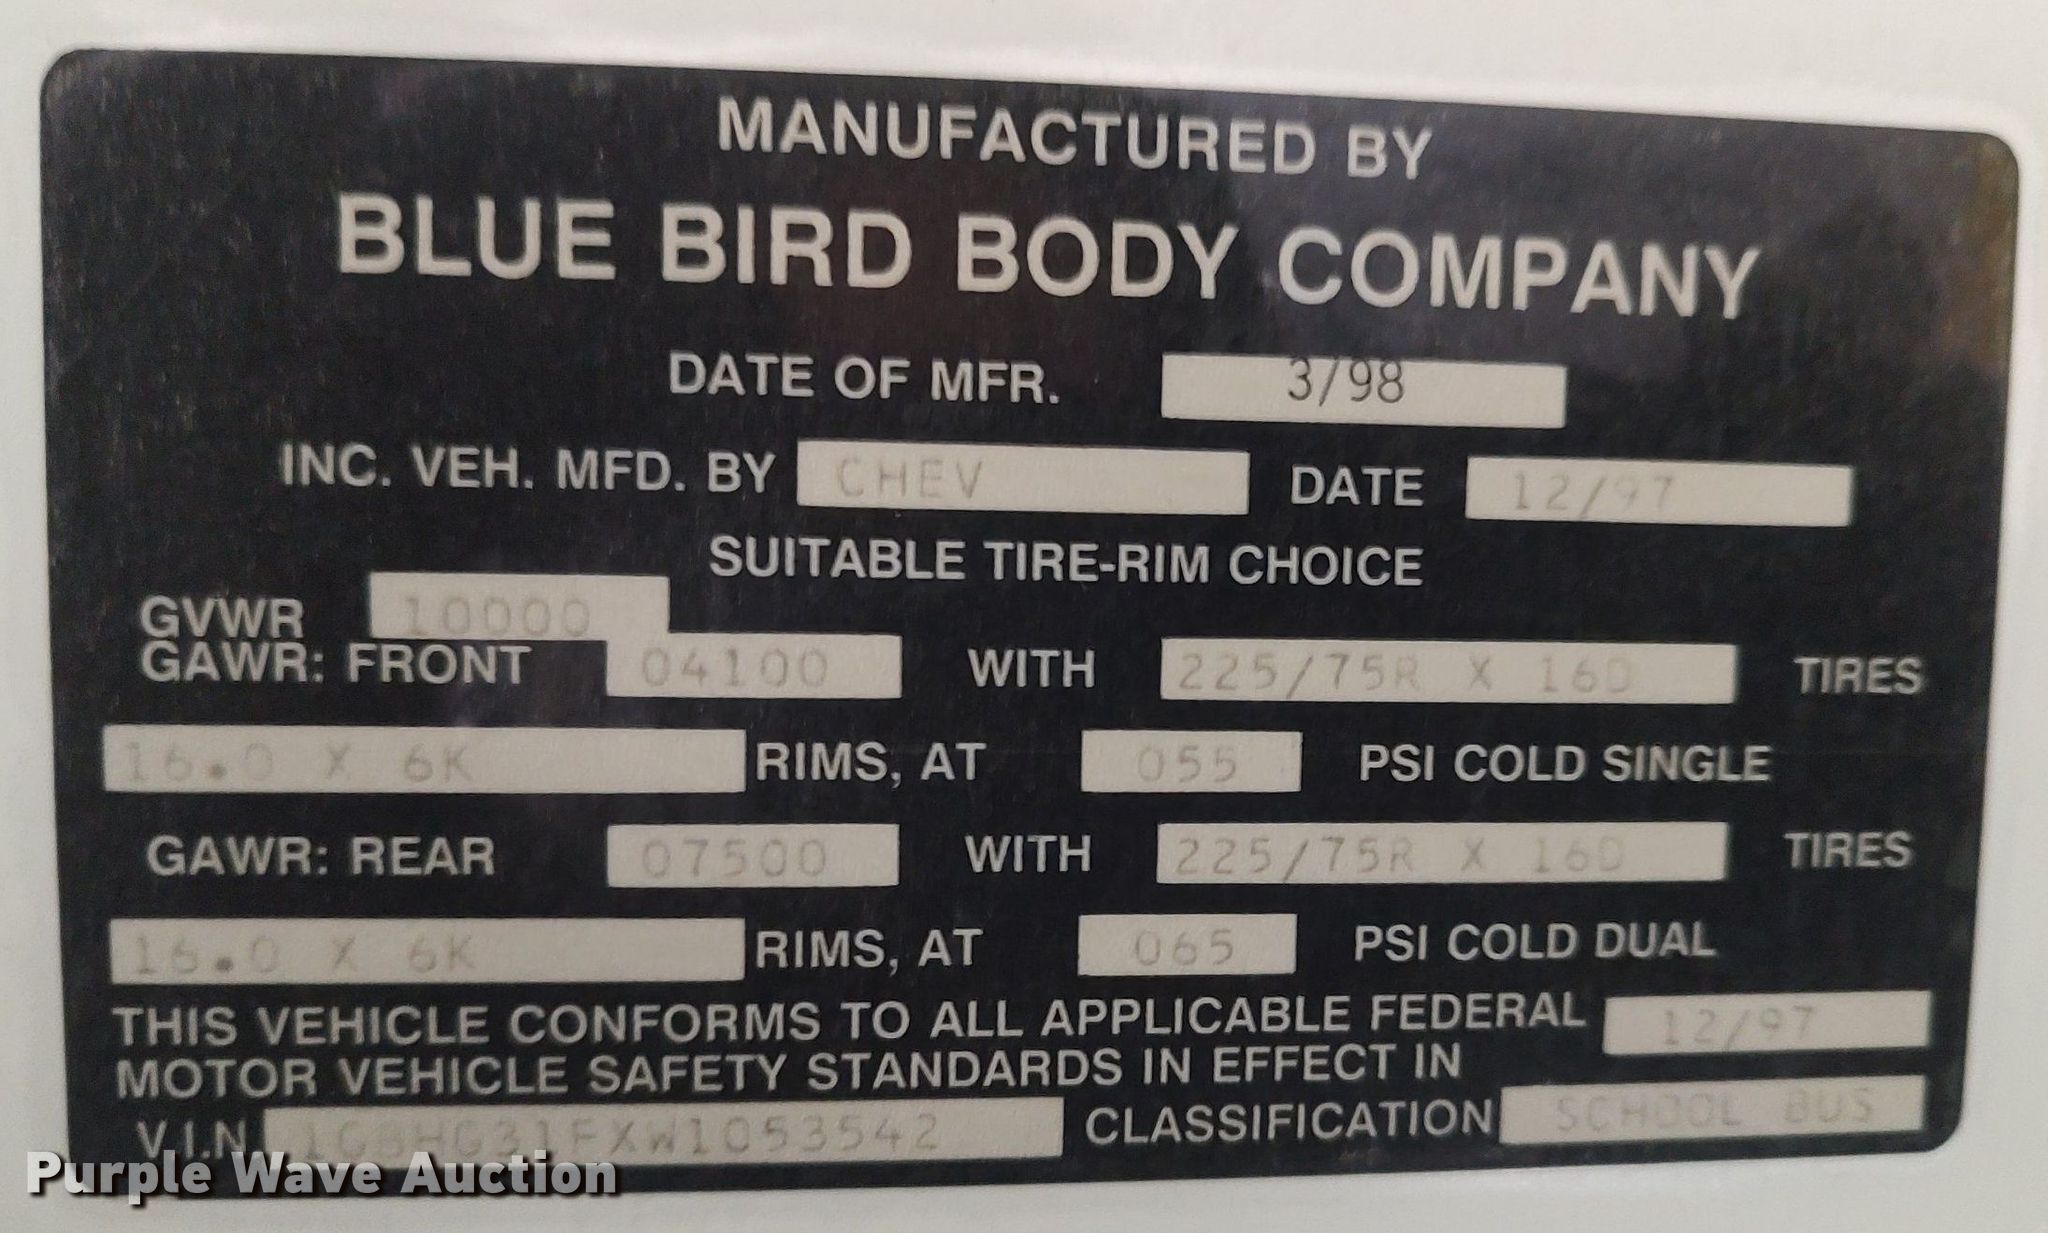 MANUFACTURED BY
BLUE BIRD BODY COMPANY
DATE OF MFR. 3/98
INC. VEH. MFD. BY CHEV DATE 12/97
SUITABLE TIRE-RIM CHOICE
GVWR 10000
GAWR: FRONT 04100 WITH 225/75R X 16D TIRES
16.0 X 6K RIMS, AT 055 PSI COLD SINGLE
GAWR: REAR 07500 WITH 225/75R X 16D TIRES
16.0 X 6K RIMS, AT 065 PSI COLD DUAL
THIS VEHICLE CONFORMS TO ALL APPLICABLE FEDERAL 12/97
MOTOR VEHICLE SAFETY STANDARDS IN EFFECT IN
V.I.N. 1GBHG31FXW1053542 CLASSIFICATION SCHOOL BUS
Purple Wave Auction